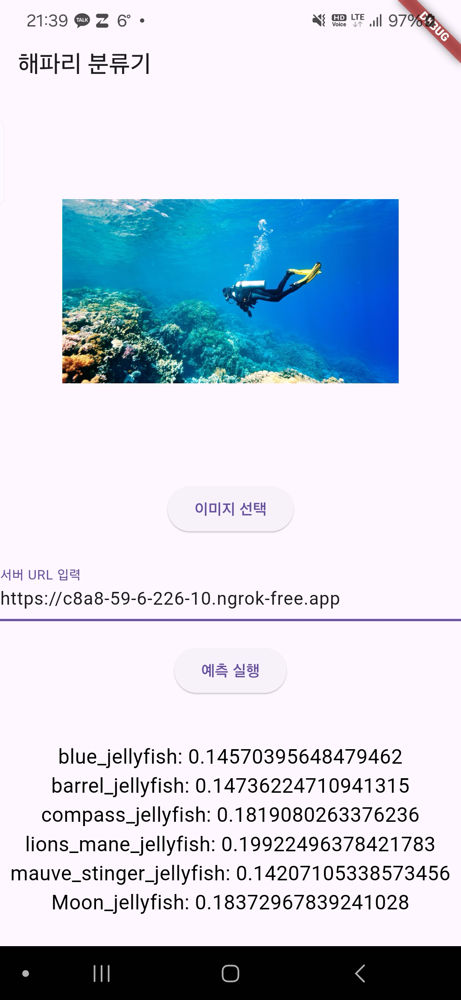 21:39 TALK Z 6° • HD Voice LTE 97%
DEBUG
해파리 분류기
이미지 선택
서버 URL 입력
https://c8a8-59-6-226-10.ngrok-free.app
예측 실행
blue_jellyfish: 0.14570395648479462
barrel_jellyfish: 0.14736224710941315
compass_jellyfish: 0.1819080263376236
lions_mane_jellyfish: 0.19922496378421783
mauve_stinger_jellyfish: 0.14207105338573456
Moon_jellyfish: 0.18372967839241028